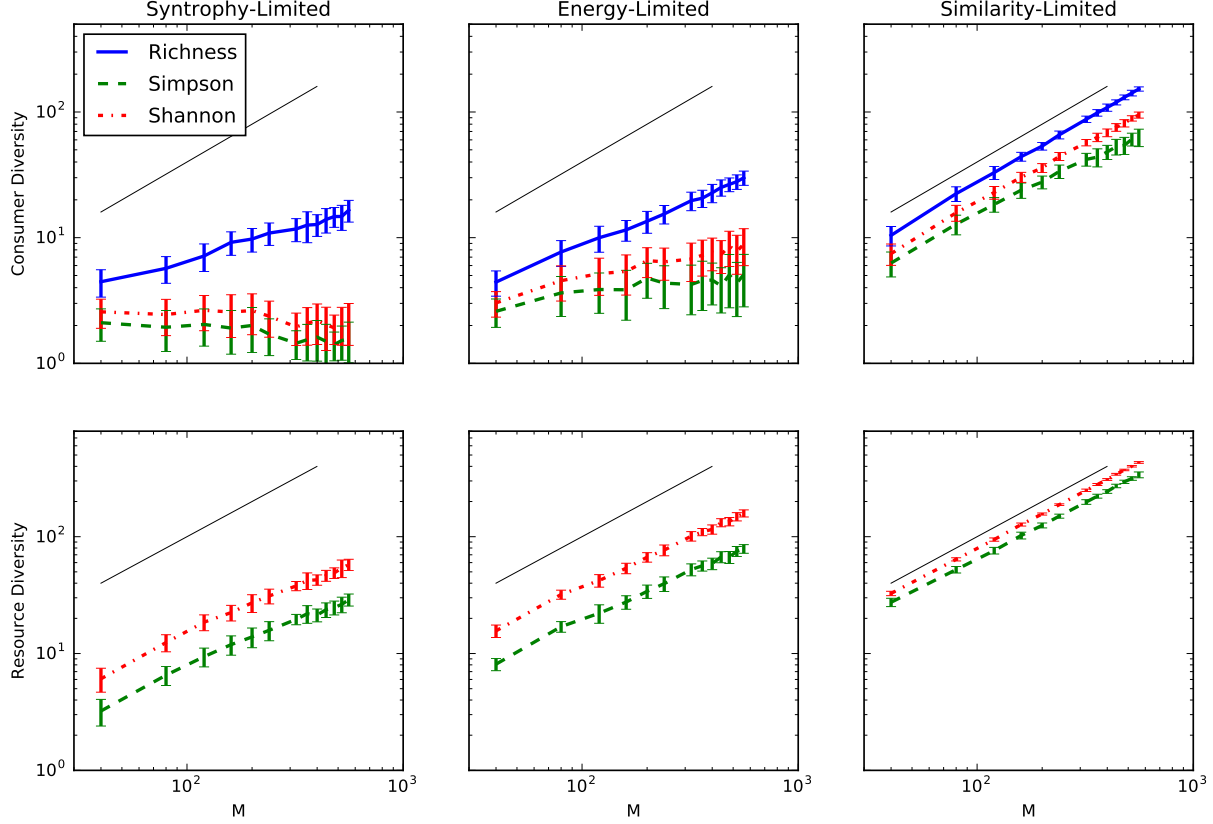 Syntrophy-Limited
Energy-Limited
Similarity-Limited
Richness
Simpson
Shannon
Consumer Diversity
10²
10¹
10⁰
Resource Diversity
10²
10¹
10⁰
10² 10³
10² 10³
10² 10³
M
M
M